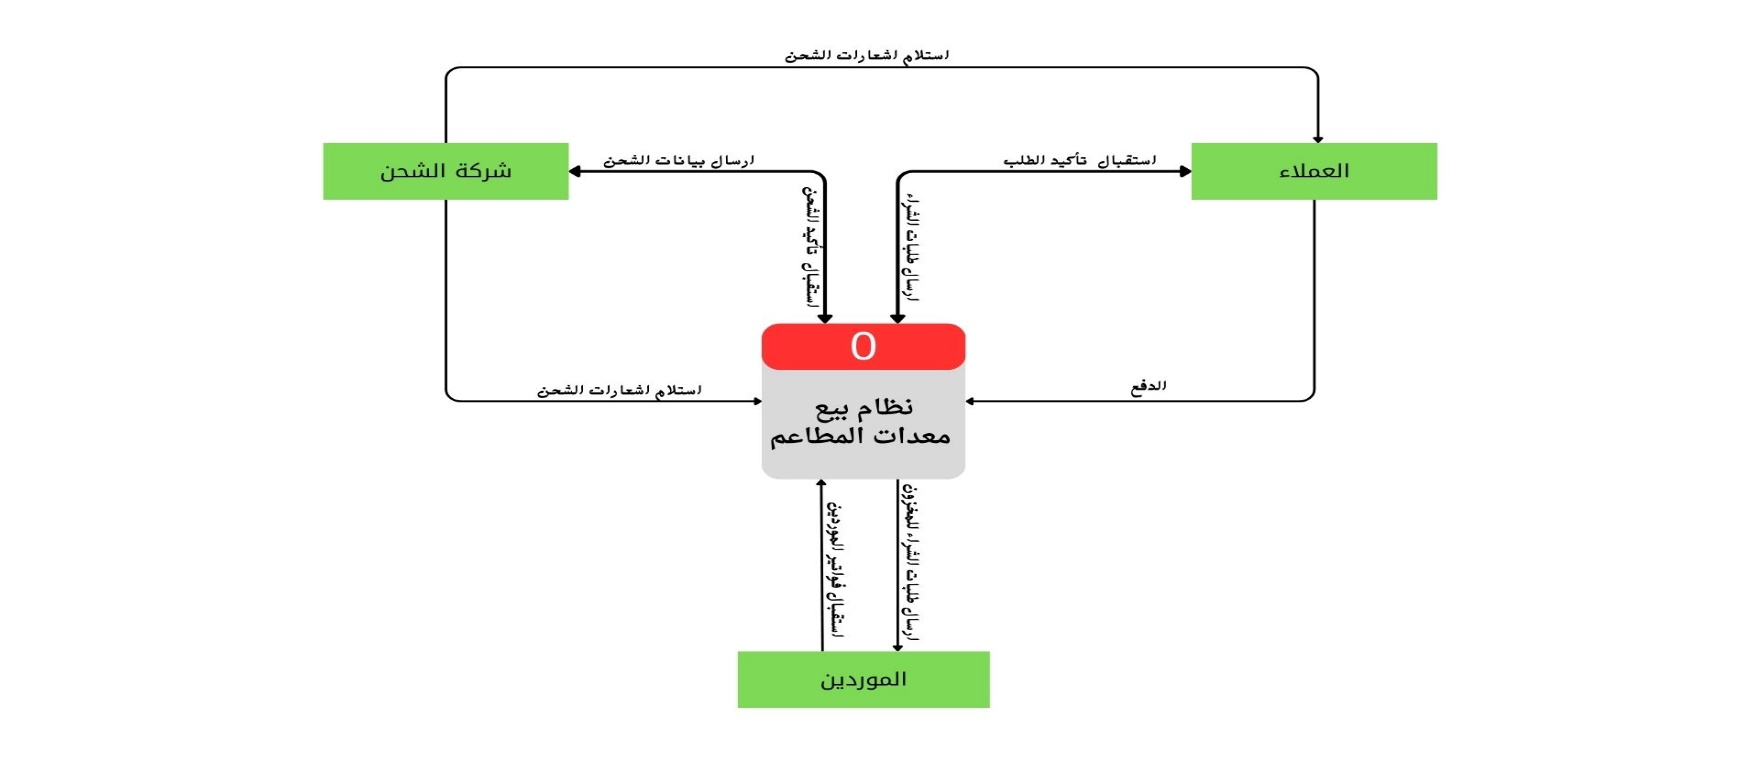 استلام اشعارات الشحن
العملاء
استقبال تأكيد الطلب
ارسال بيانات الشحن
شركة الشحن
ارسال طلبات الشراء
استقبال تأكيد الشحن
0
الدفع
نظام بيع
معدات المطاعم
استلام اشعارات الشحن
ارسال طلبات الشراء للمخزون
استقبال فواتير الموردين
الموردين